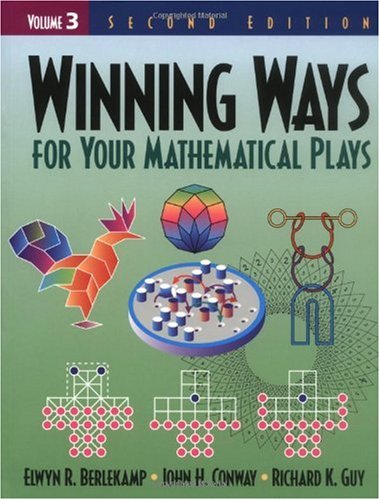 VOLUME 3 SECOND EDITION
WINNING WAYS
FOR YOUR MATHEMATICAL PLAYS
ELWYN R. BERLEKAMP • JOHN H. CONWAY • RICHARD K. GUY